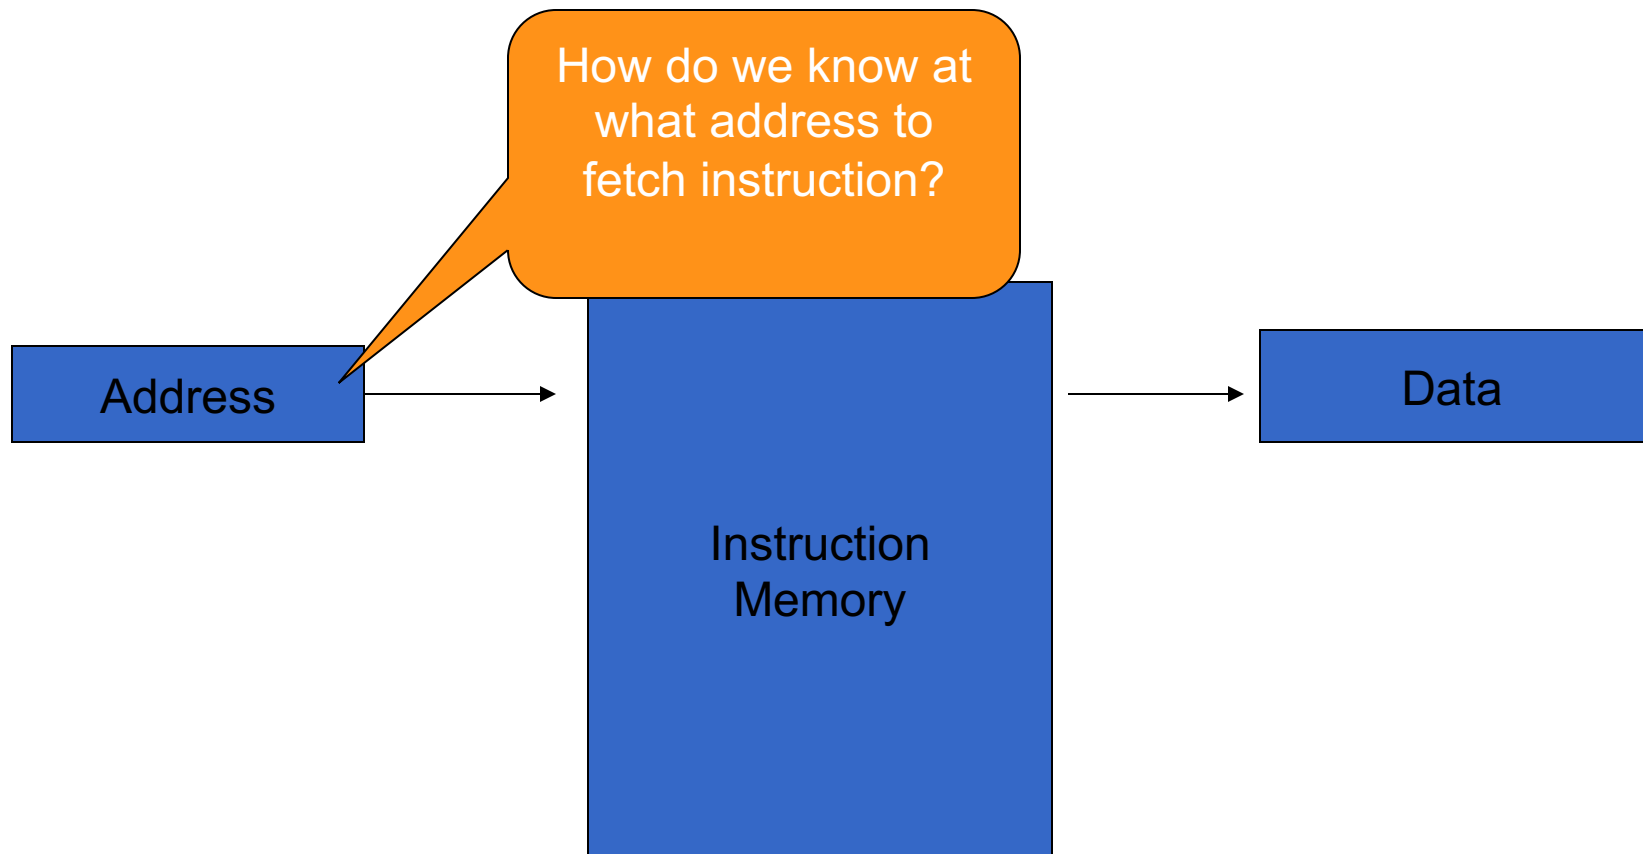 How do we know at
what address to
fetch instruction?
Address
Data
Instruction
Memory